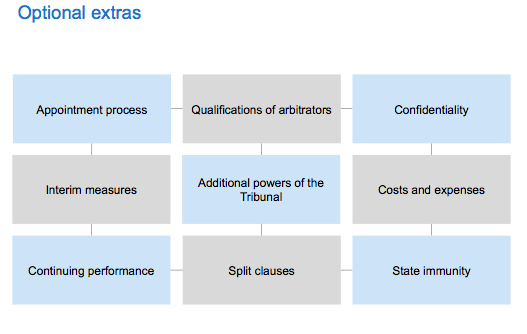 Optional extras
Appointment process
Qualifications of arbitrators
Confidentiality
Interim measures
Additional powers of the
Tribunal
Costs and expenses
Continuing performance
Split clauses
State immunity